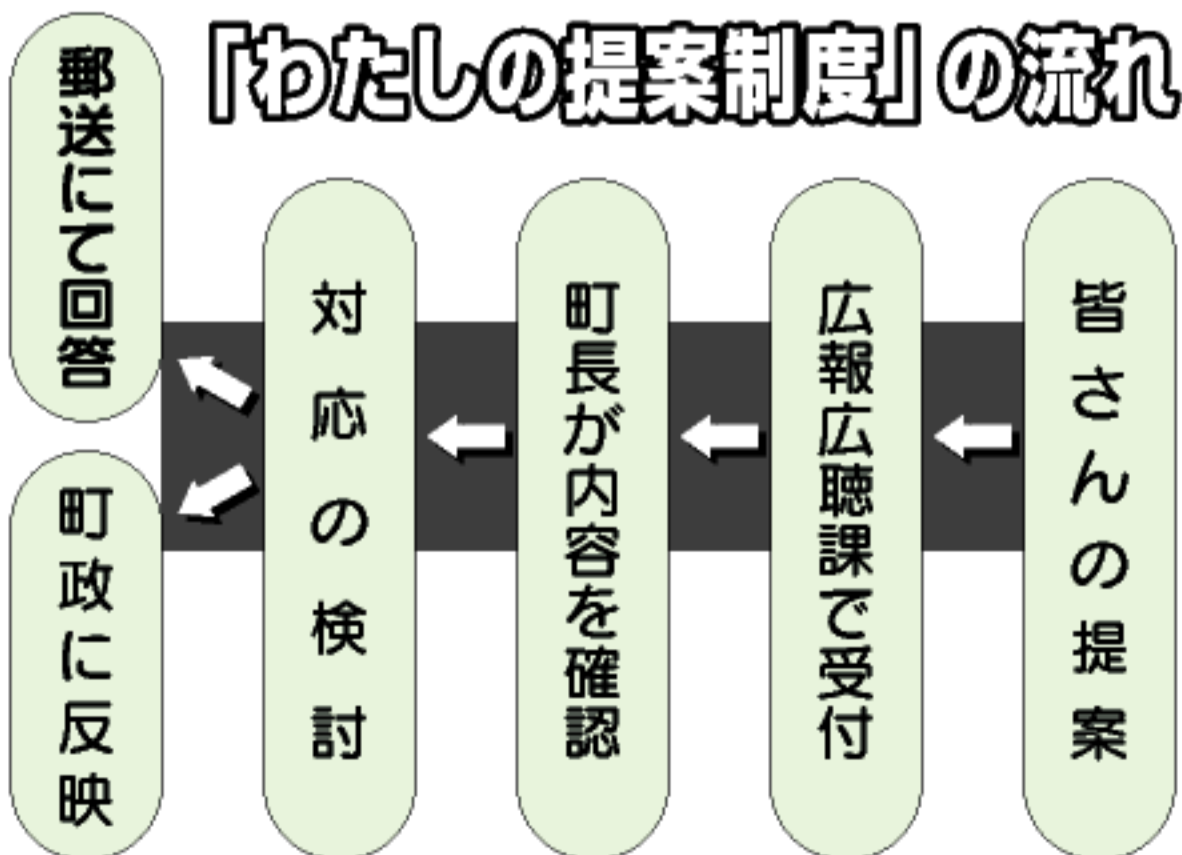 「わたしの提案制度」の流れ
皆さんの提案
広報広聴課で受付
町長が内容を確認
対応の検討
郵送にて回答
町政に反映